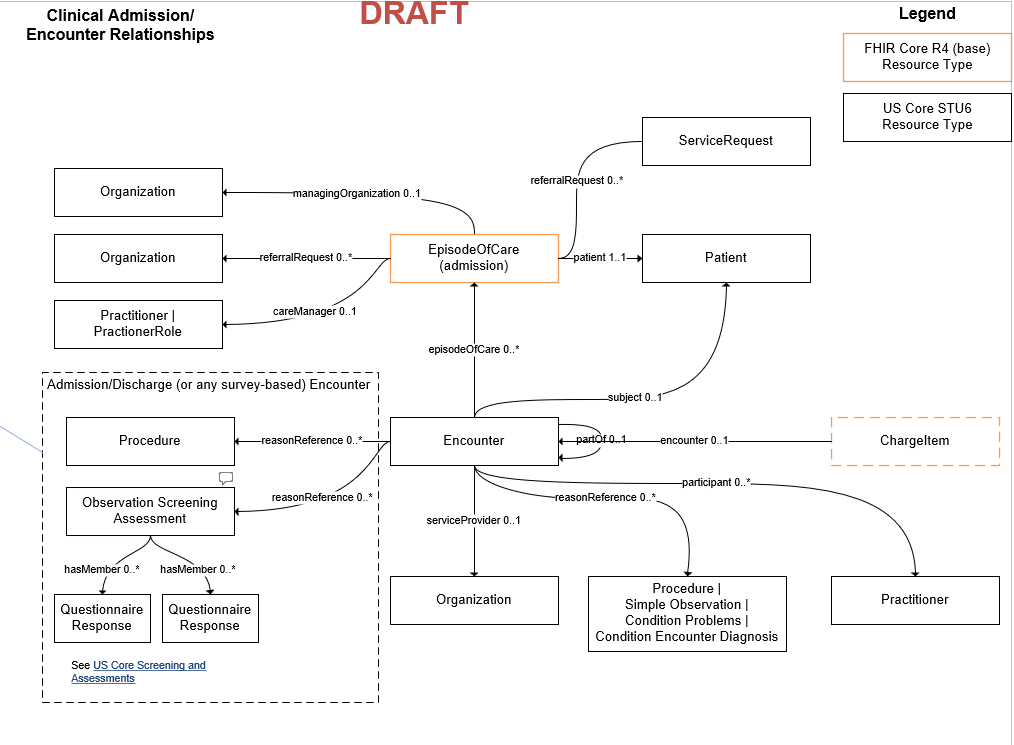 Clinical Admission/
Encounter Relationships
DRAFT
Legend
FHIR Core R4 (base)
Resource Type
US Core STU6
Resource Type
ServiceRequest
referralRequest 0..*
Organization
managingOrganization 0..1
Organization
referralRequest 0..*
EpisodeOfCare
(admission)
patient 1..1
Patient
Practitioner |
PractionerRole
careManager 0..1
episodeOfCare 0..*
Admission/Discharge (or any survey-based) Encounter
subject 0..1
Procedure
reasonReference 0..*
Encounter
partOf 0..1
encounter 0..1
ChargeItem
Observation Screening
Assessment
reasonReference 0..*
participant 0..*
reasonReference 0..*
serviceProvider 0..1
hasMember 0..*
hasMember 0..*
Questionnaire
Response
Questionnaire
Response
Organization
Procedure |
Simple Observation |
Condition Problems |
Condition Encounter Diagnosis
Practitioner
See US Core Screening and
Assessments